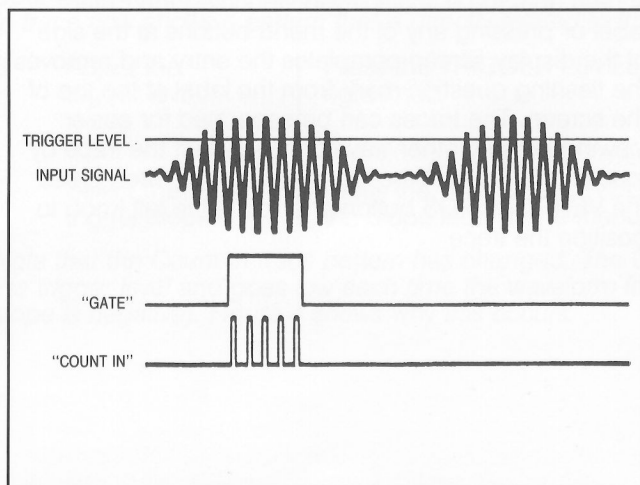 TRIGGER LEVEL
INPUT SIGNAL
"GATE"
"COUNT IN"